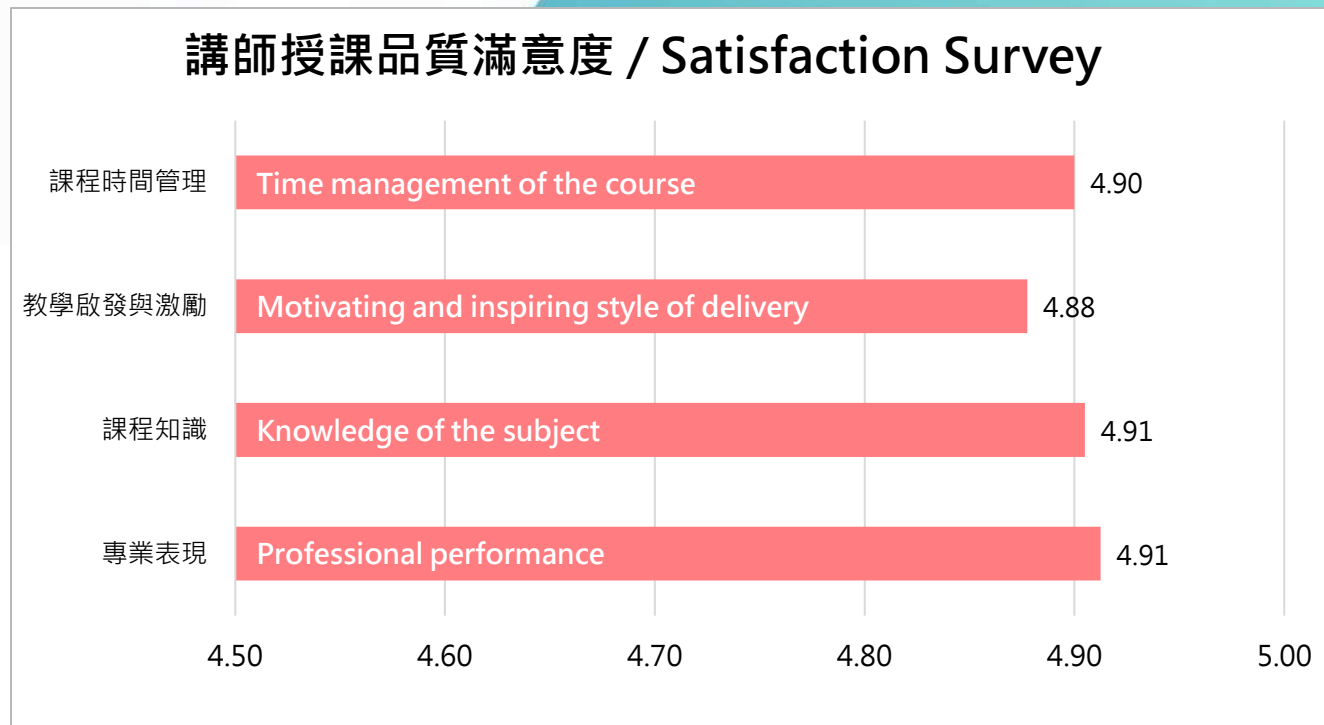 講師授課品質滿意度 / Satisfaction Survey
課程時間管理 Time management of the course 4.90
教學啟發與激勵 Motivating and inspiring style of delivery 4.88
課程知識 Knowledge of the subject 4.91
專業表現 Professional performance 4.91
4.50 4.60 4.70 4.80 4.90 5.00